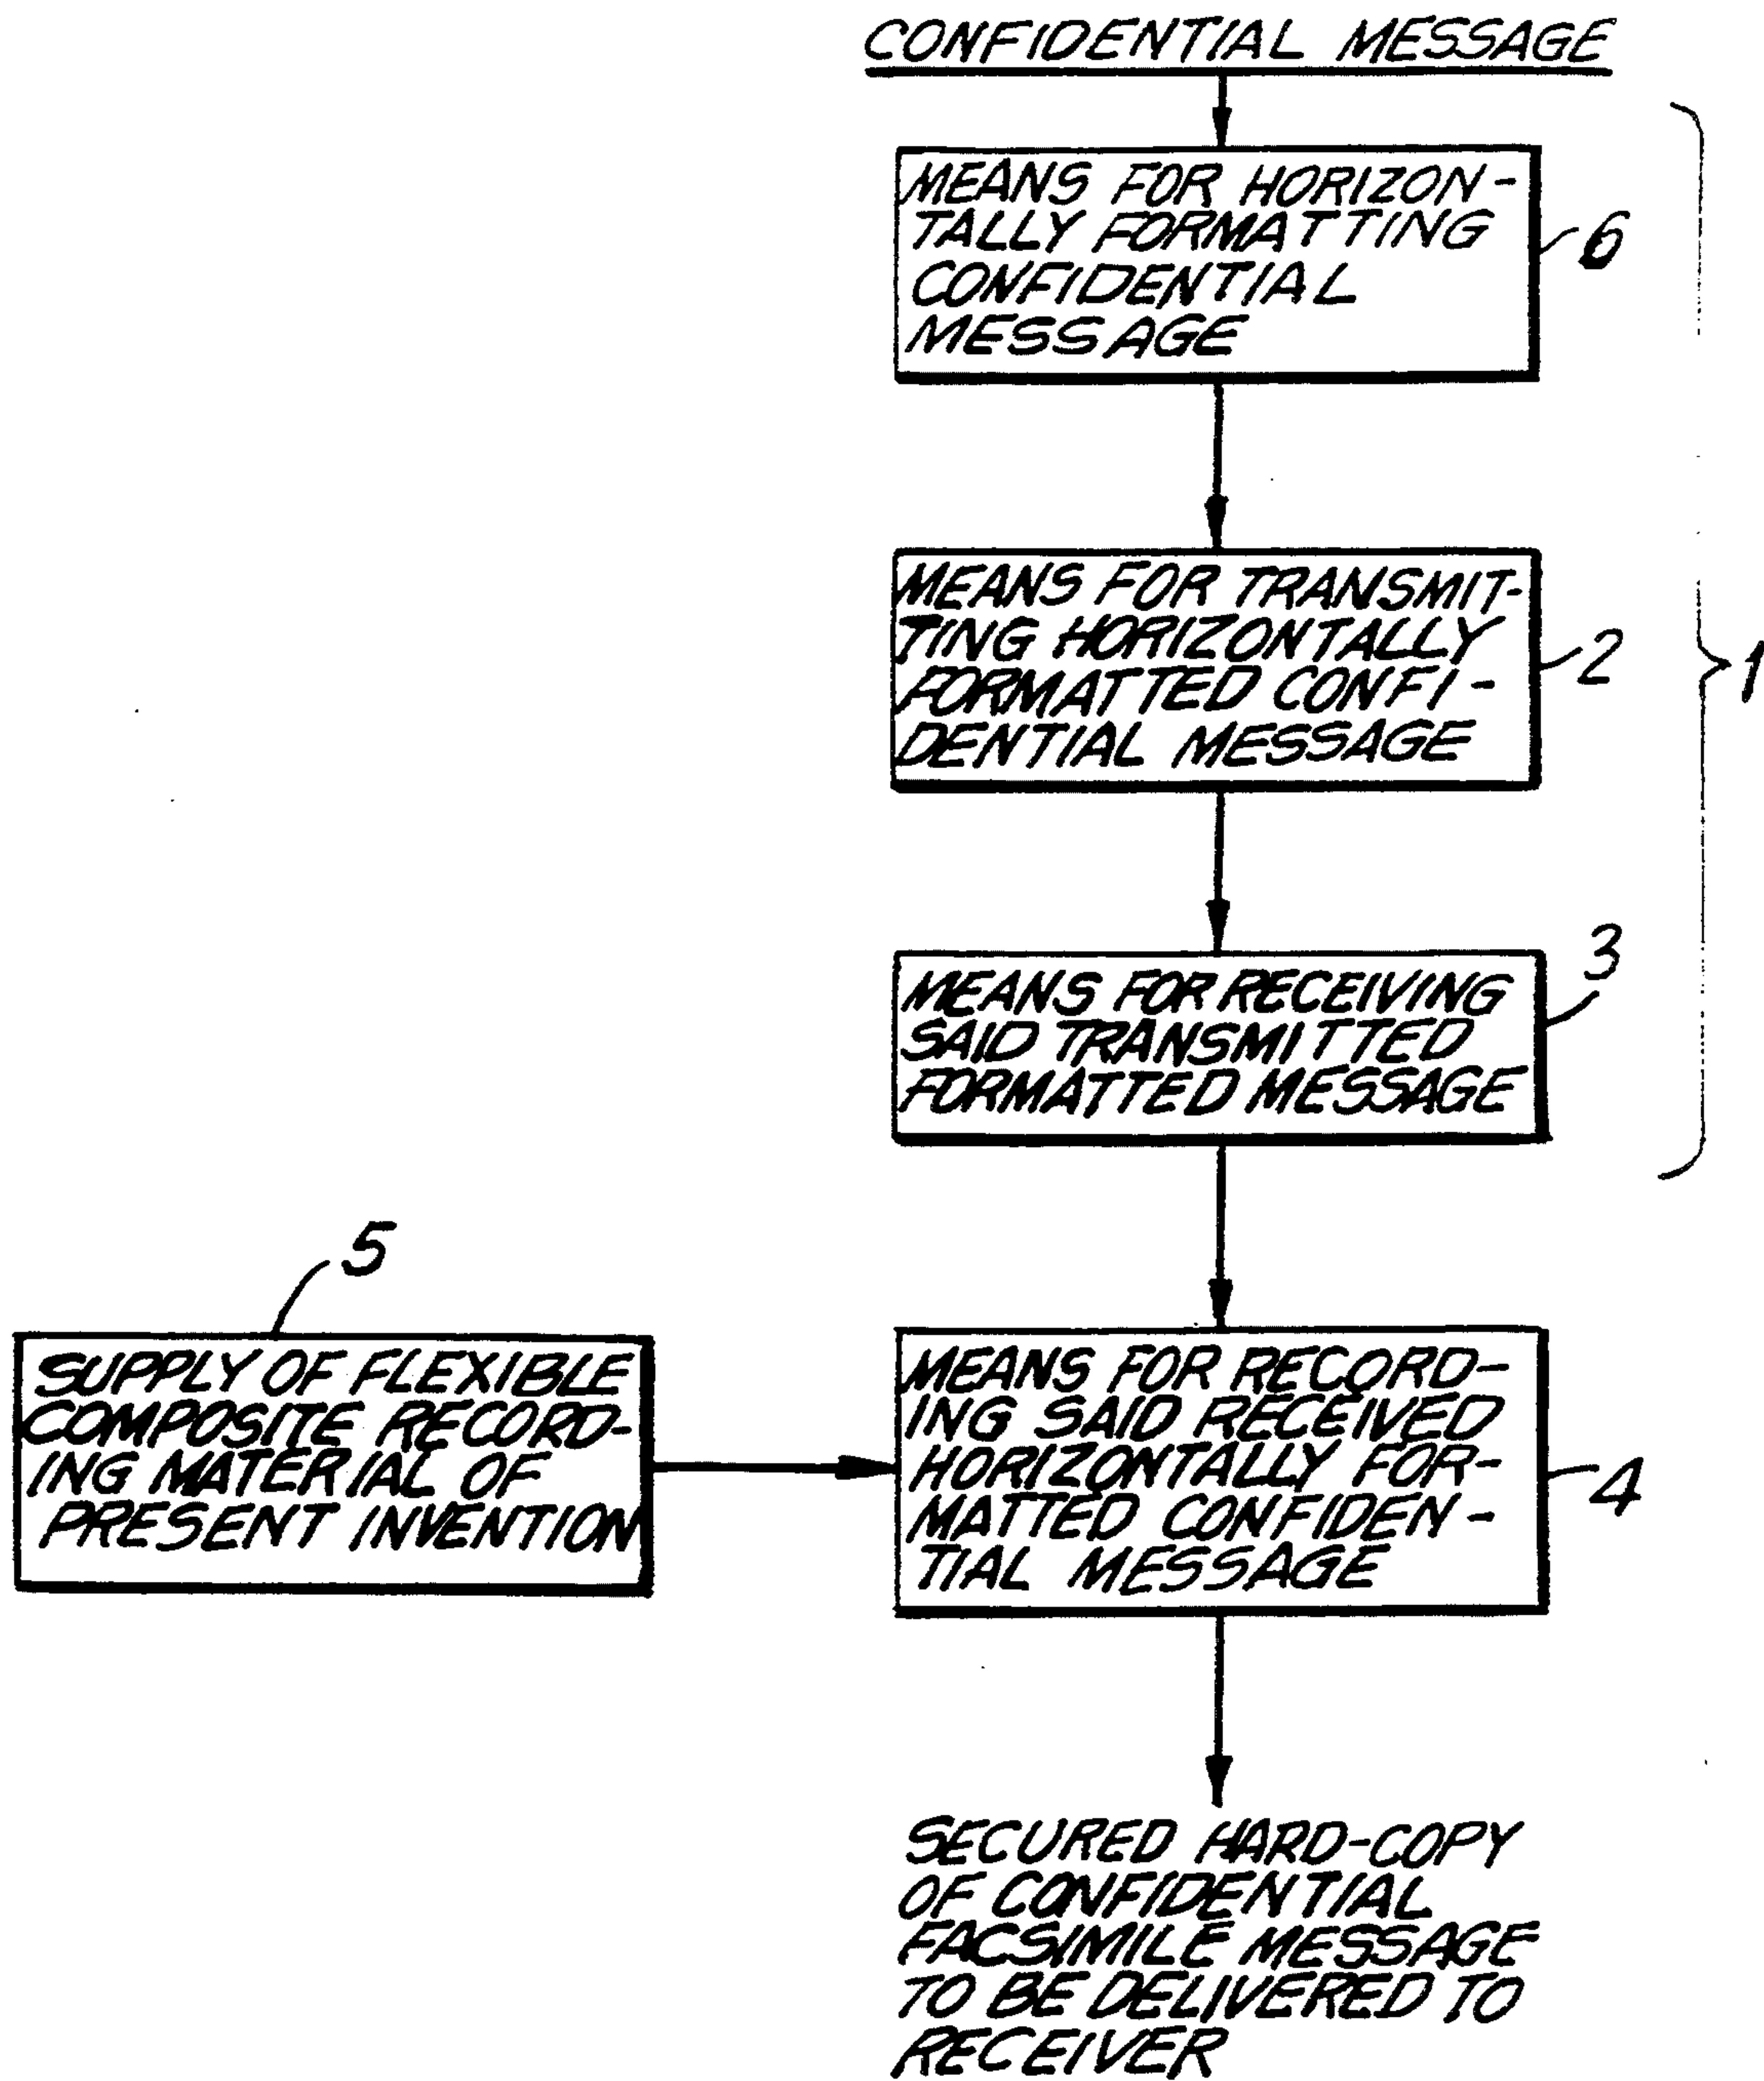 CONFIDENTIAL MESSAGE
MEANS FOR HORIZON-
TALLY FORMATTING
CONFIDENTIAL
MESSAGE
6
MEANS FOR TRANSMIT-
TING HORIZONTALLY
FORMATTED CONFI-
DENTIAL MESSAGE
2
1
MEANS FOR RECEIVING
SAID TRANSMITTED
FORMATTED MESSAGE
3
5
SUPPLY OF FLEXIBLE
COMPOSITE RECORD-
ING MATERIAL OF
PRESENT INVENTION
MEANS FOR RECORD-
ING SAID RECEIVED
HORIZONTALLY FOR-
MATTED CONFIDEN-
TIAL MESSAGE
4
SECURED HARD-COPY
OF CONFIDENTIAL
FACSIMILE MESSAGE
TO BE DELIVERED TO
RECEIVER